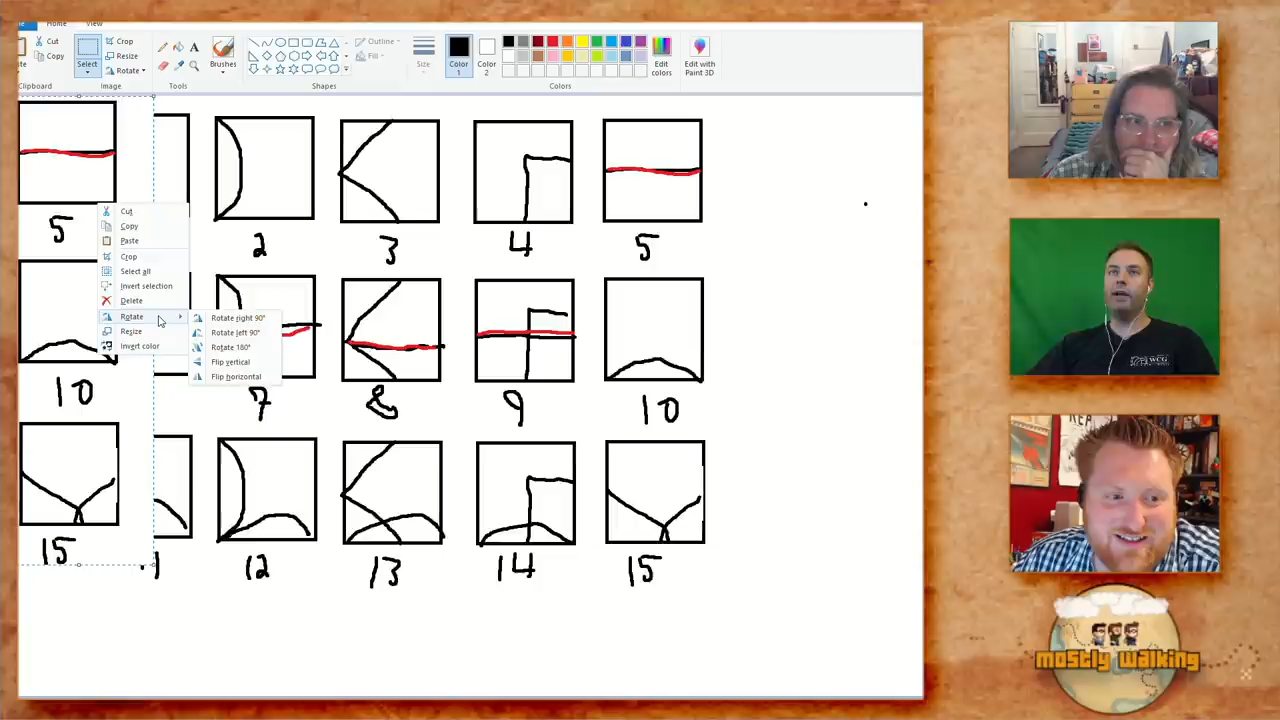 Home View
Cut
Copy
Clipboard
Select
Crop
Resize
Rotate
Image
A
Tools
Brushes
Shapes
Outline
Fill
Size
Color 1
Color 2
Edit colors
Edit with Paint 3D
Colors
5
2
3
4
5
Cut
Copy
Paste
Crop
Select all
Invert selection
Delete
Rotate
Resize
Invert color
Rotate right 90°
Rotate left 90°
Rotate 180°
Flip vertical
Flip horizontal
10
7
8
9
10
15
12
13
14
15
WCG
REP
mostly walking